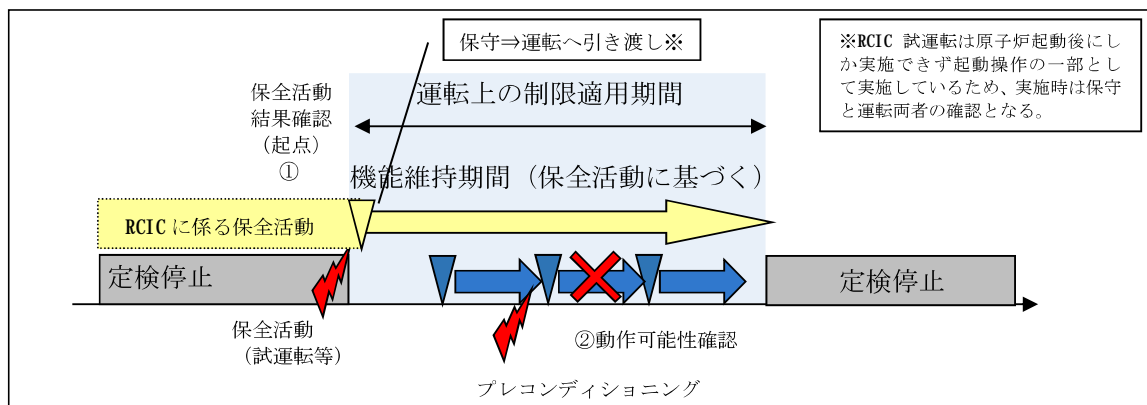 保守⇒運転へ引き渡し※
※RCIC 試運転は原子炉起動後にし
か実施できず起動操作の一部とし
て実施しているため、実施時は保守
と運転両者の確認となる。
運転上の制限適用期間
保全活動
結果確認
（起点）
①
機能維持期間（保全活動に基づく）
RCIC に係る保全活動
定検停止
定検停止
保全活動
（試運転等）
②動作可能性確認
プレコンディショニング